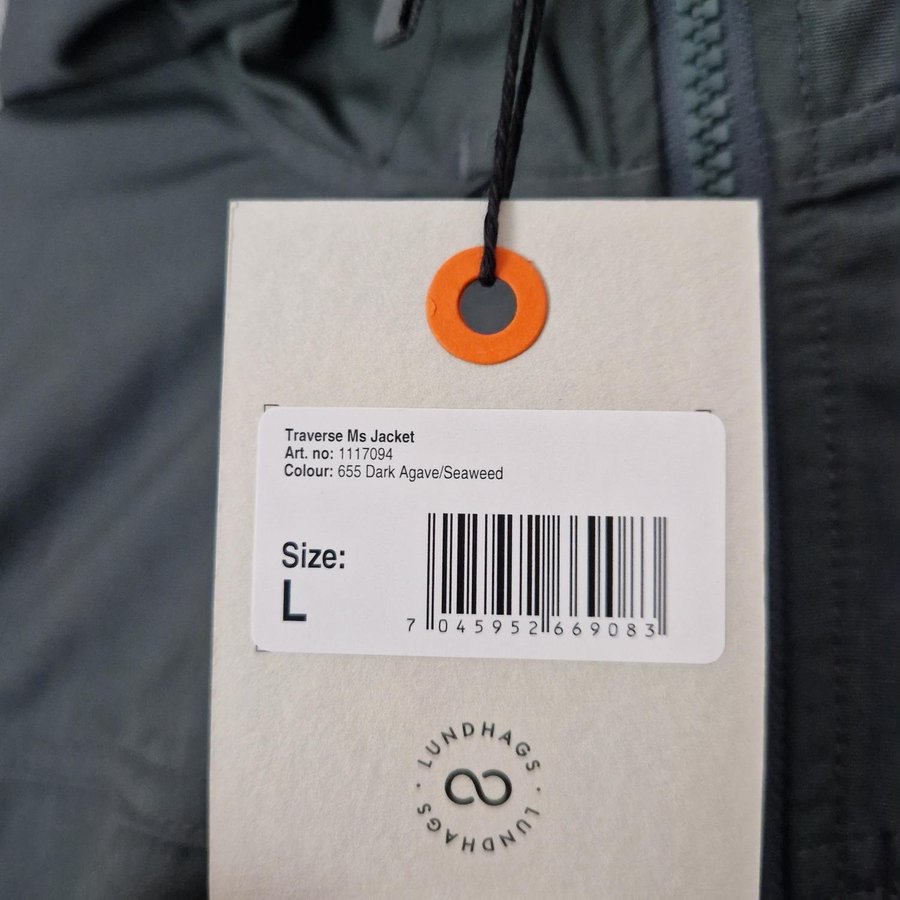 Traverse Ms Jacket
Art. no: 1117094
Colour: 655 Dark Agave/Seaweed
Size:
L
7 045952 669083
LUNDHAGS · LUNDHAGS ·